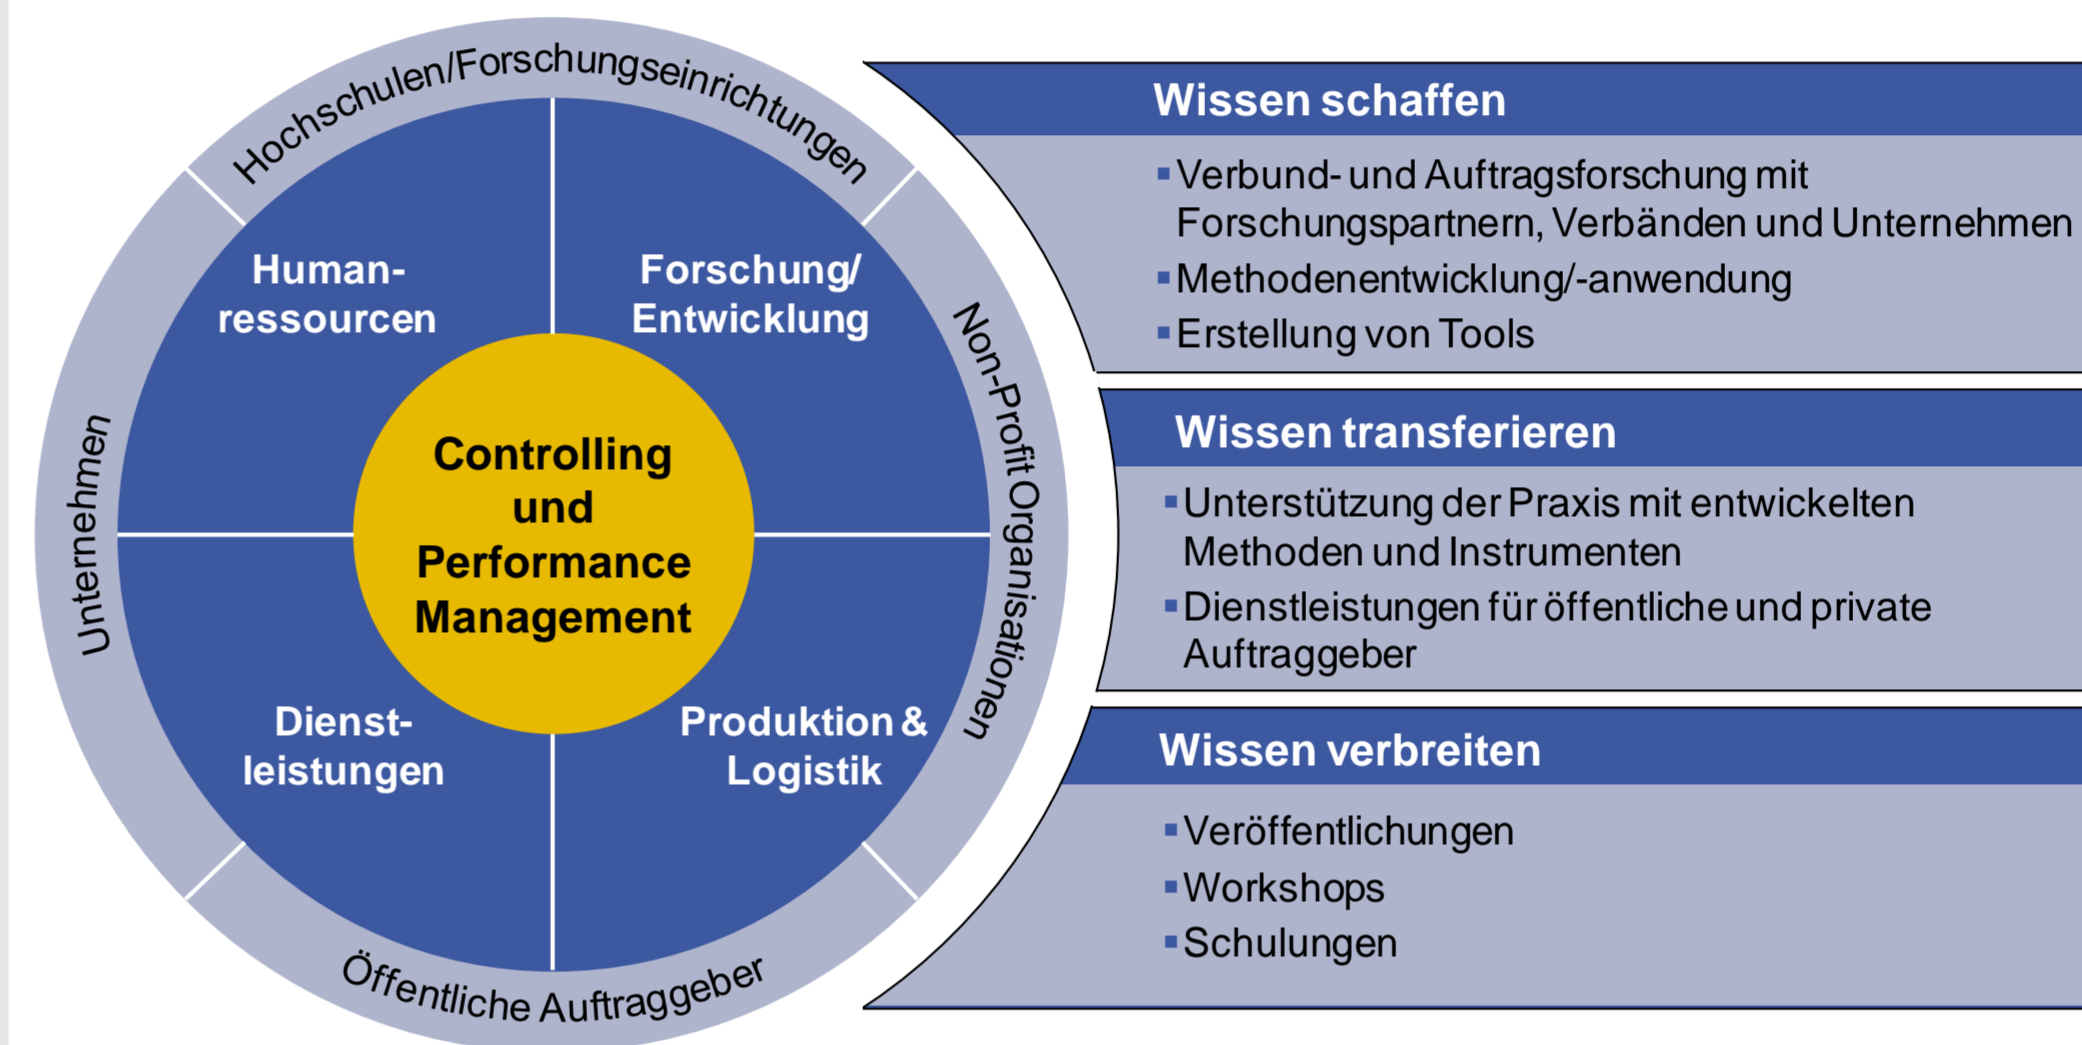 Hochschulen/Forschungseinrichtungen
Unternehmen
Non-Profit Organisationen
Öffentliche Auftraggeber
Human-
ressourcen
Forschung/
Entwicklung
Controlling
und
Performance
Management
Dienst-
leistungen
Produktion &
Logistik
Wissen schaffen
▪Verbund- und Auftragsforschung mit
Forschungspartnern, Verbänden und Unternehmen
▪Methodenentwicklung/-anwendung
▪Erstellung von Tools
Wissen transferieren
▪Unterstützung der Praxis mit entwickelten
Methoden und Instrumenten
▪Dienstleistungen für öffentliche und private
Auftraggeber
Wissen verbreiten
▪Veröffentlichungen
▪Workshops
▪Schulungen